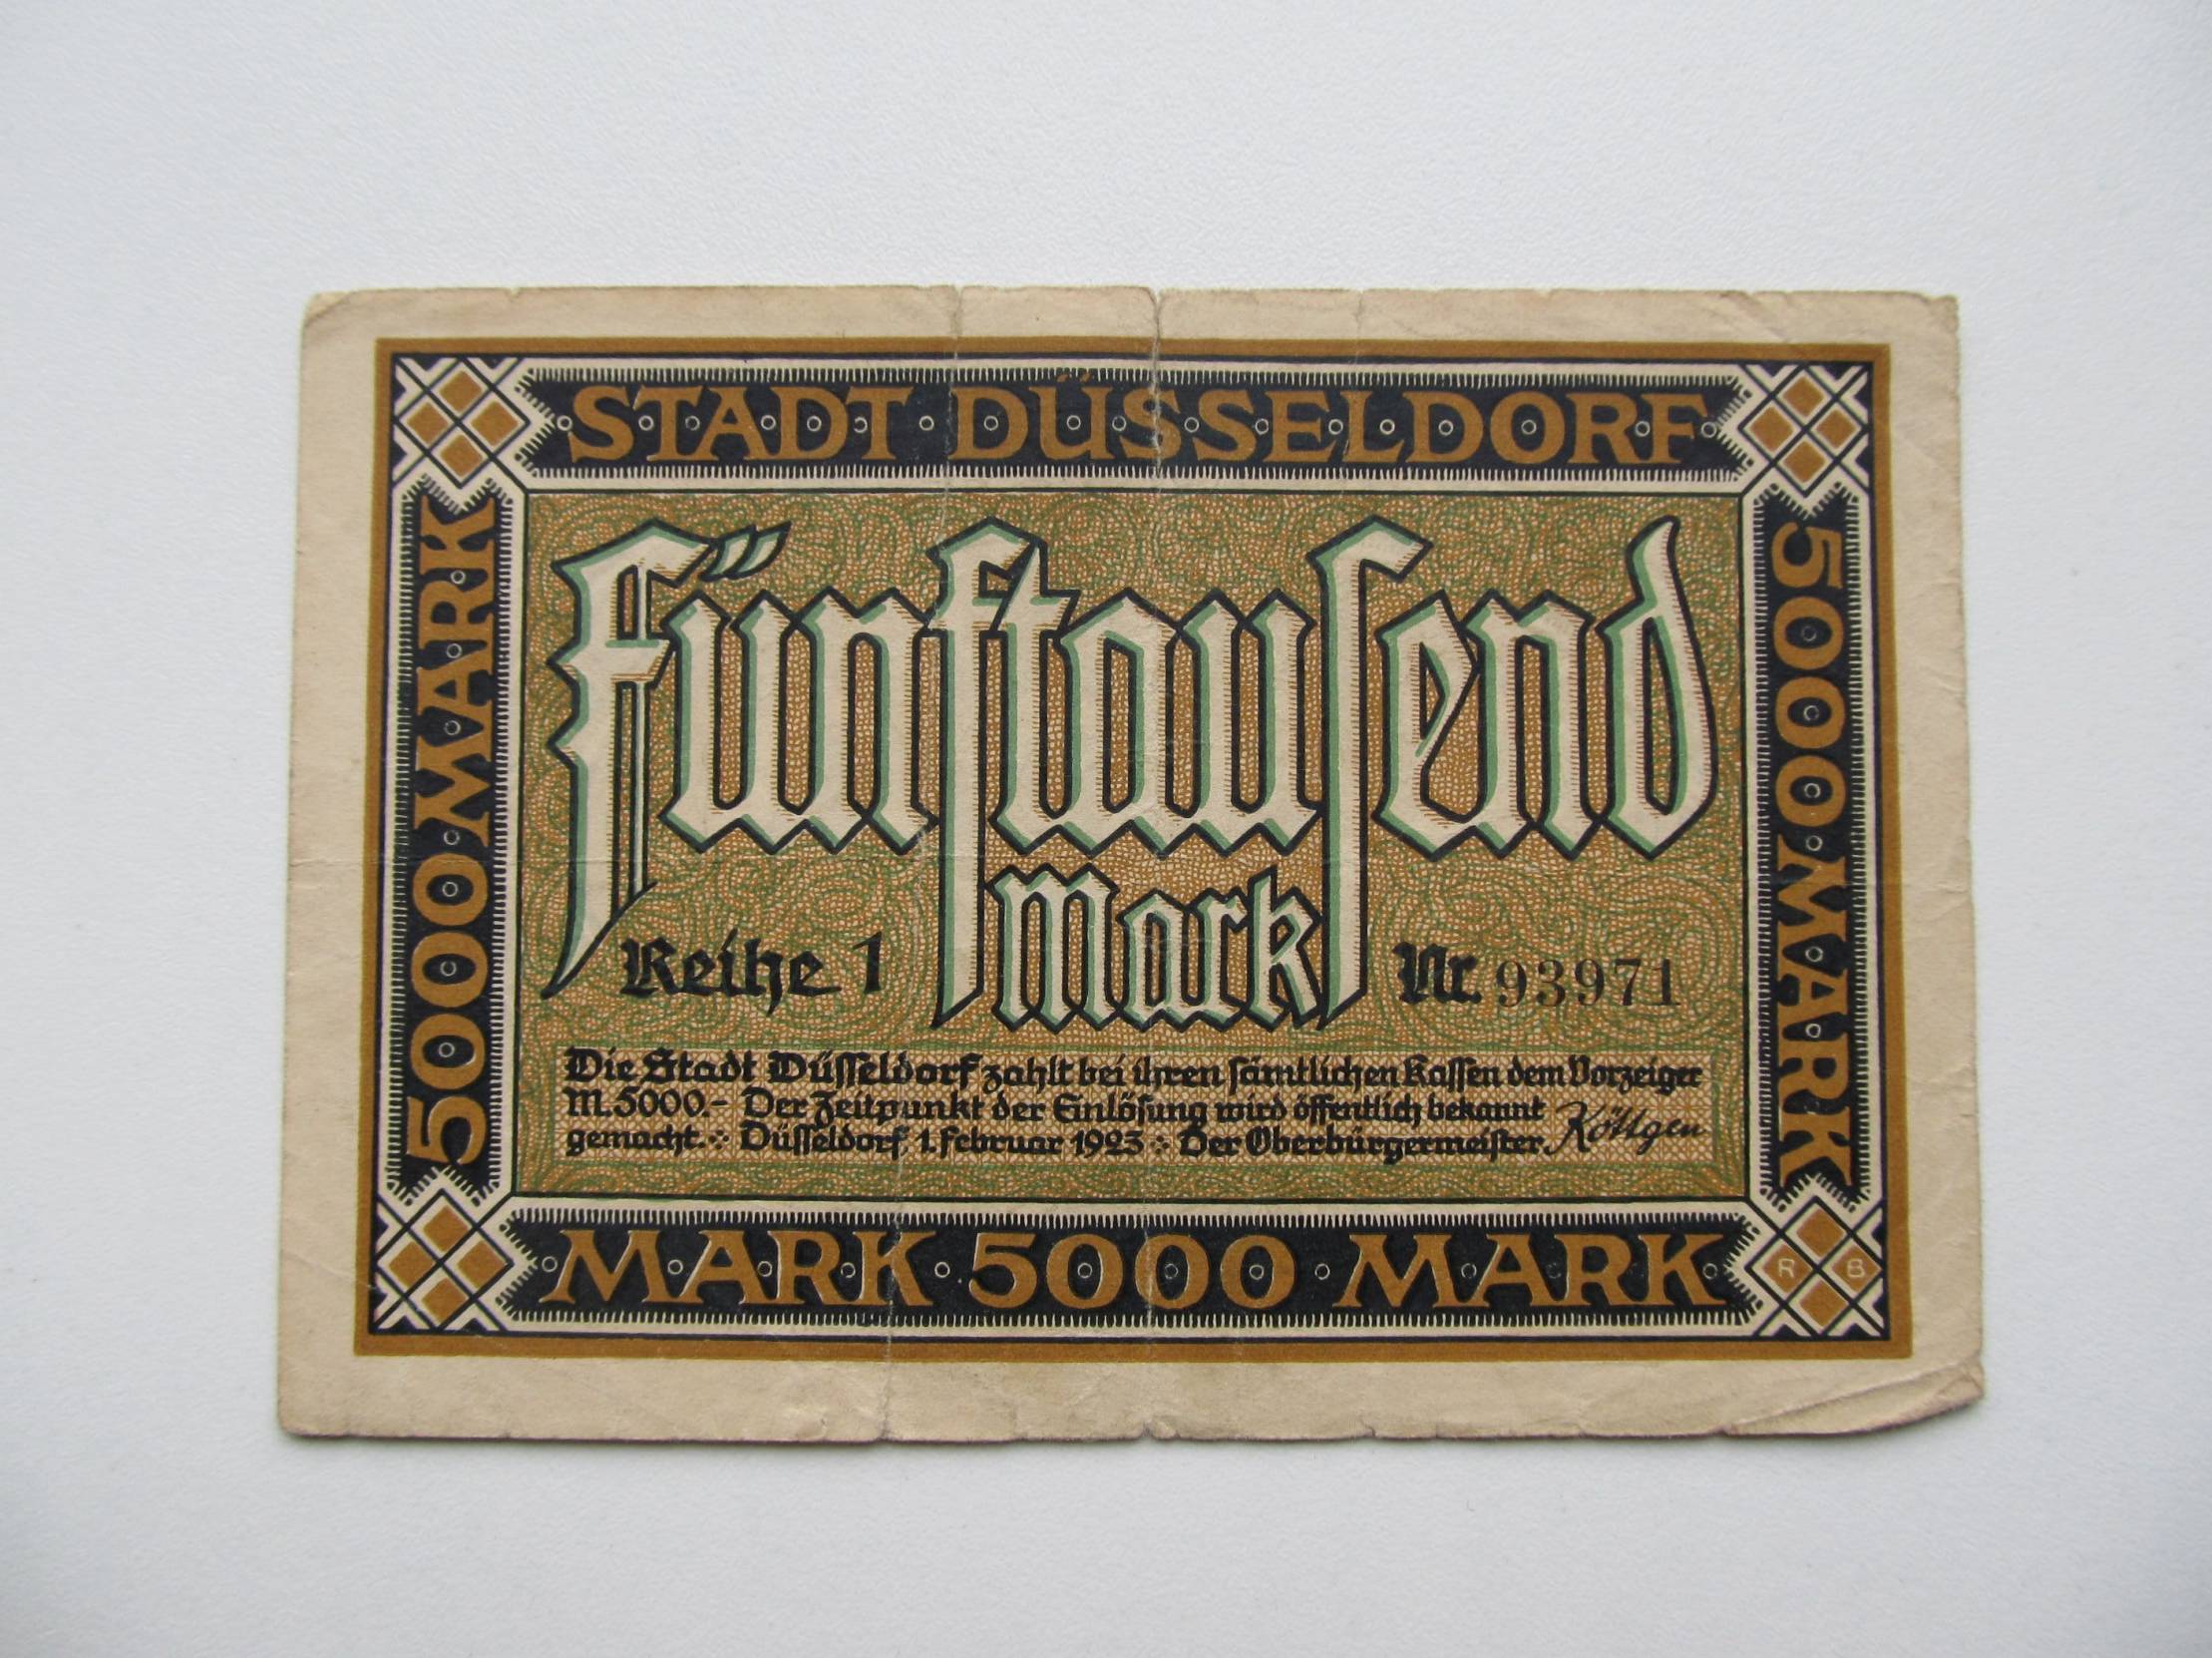 STADT DÜSSELDORF
5000 MARK
Fünftausend
Mark
5000 MARK
Reihe 1
Nr. 93971
Die Stadt Düsseldorf zahlt bei ihren sämtlichen Kassen dem Vorzeiger
M. 5000.- Der Zeitpunkt der Einlösung wird öffentlich bekannt
gemacht. Düsseldorf, 1. Februar 1923 Der Oberbürgermeister. Köttgen
MARK 5000 MARK
R B